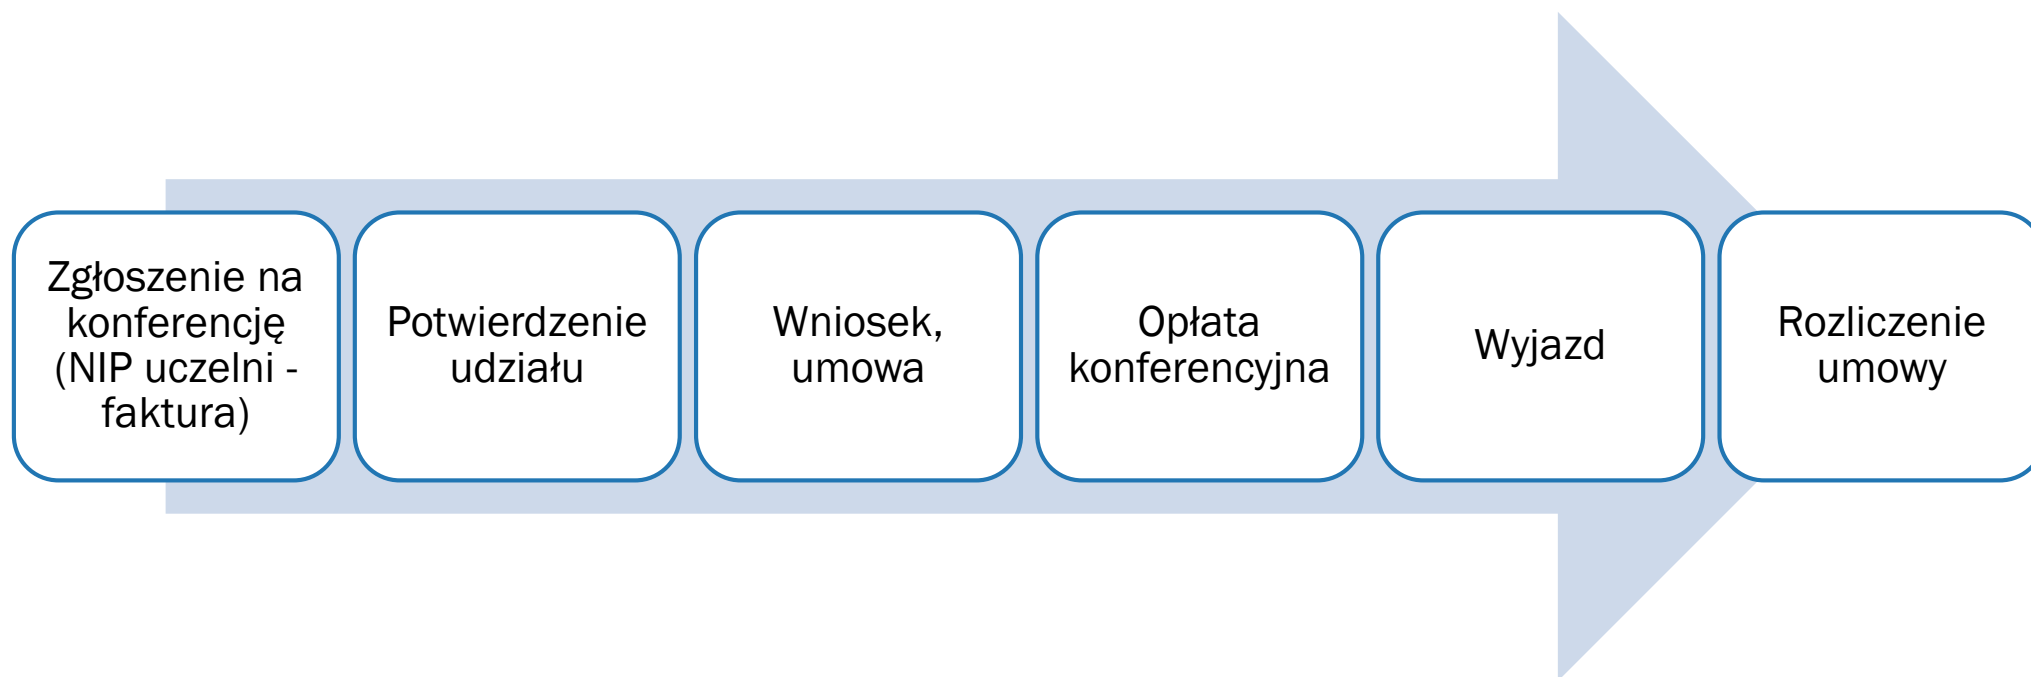 Zgłoszenie na
konferencję
(NIP uczelni -
faktura)
Potwierdzenie
udziału
Wniosek,
umowa
Opłata
konferencyjna
Wyjazd
Rozliczenie
umowy